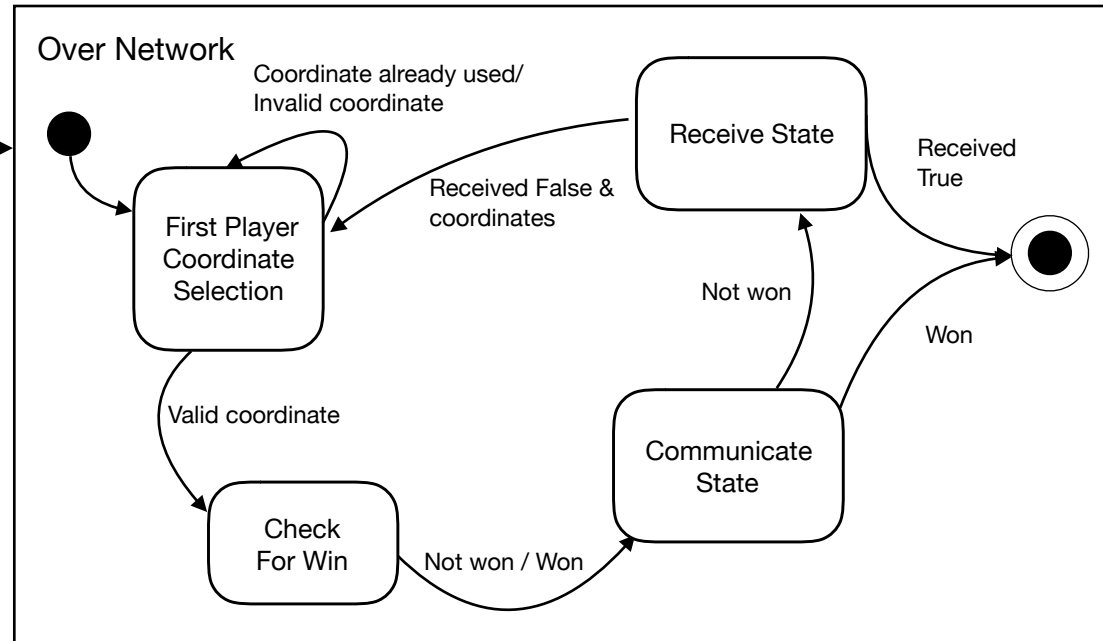 Over Network
Coordinate already used/
Invalid coordinate
Receive State
Received
True
Received False &
coordinates
First Player
Coordinate
Selection
Not won
Won
Valid coordinate
Communicate
State
Check
For Win
Not won / Won